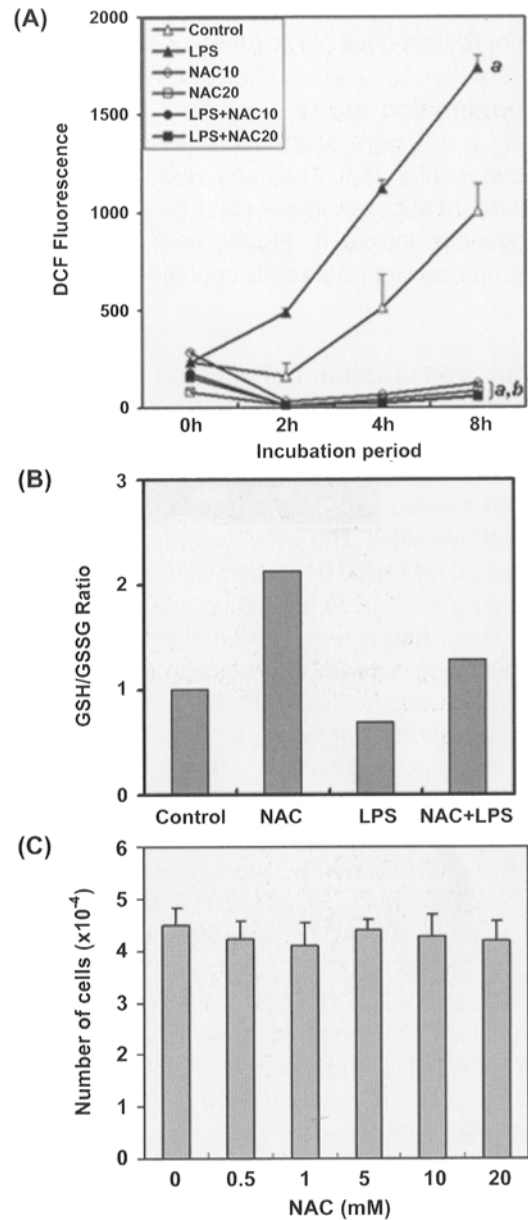 (A)
2000
1500
1000
500
0
DCF Fluorescence
Control
LPS
NAC10
NAC20
LPS+NAC10
LPS+NAC20
a
a,b
0h 2h 4h 8h
Incubation period
(B)
3
2
1
0
GSH/GSSG Ratio
Control NAC LPS NAC+LPS
(C)
6
5
4
3
2
1
0
Number of cells (x10-4)
0 0.5 1 5 10 20
NAC (mM)